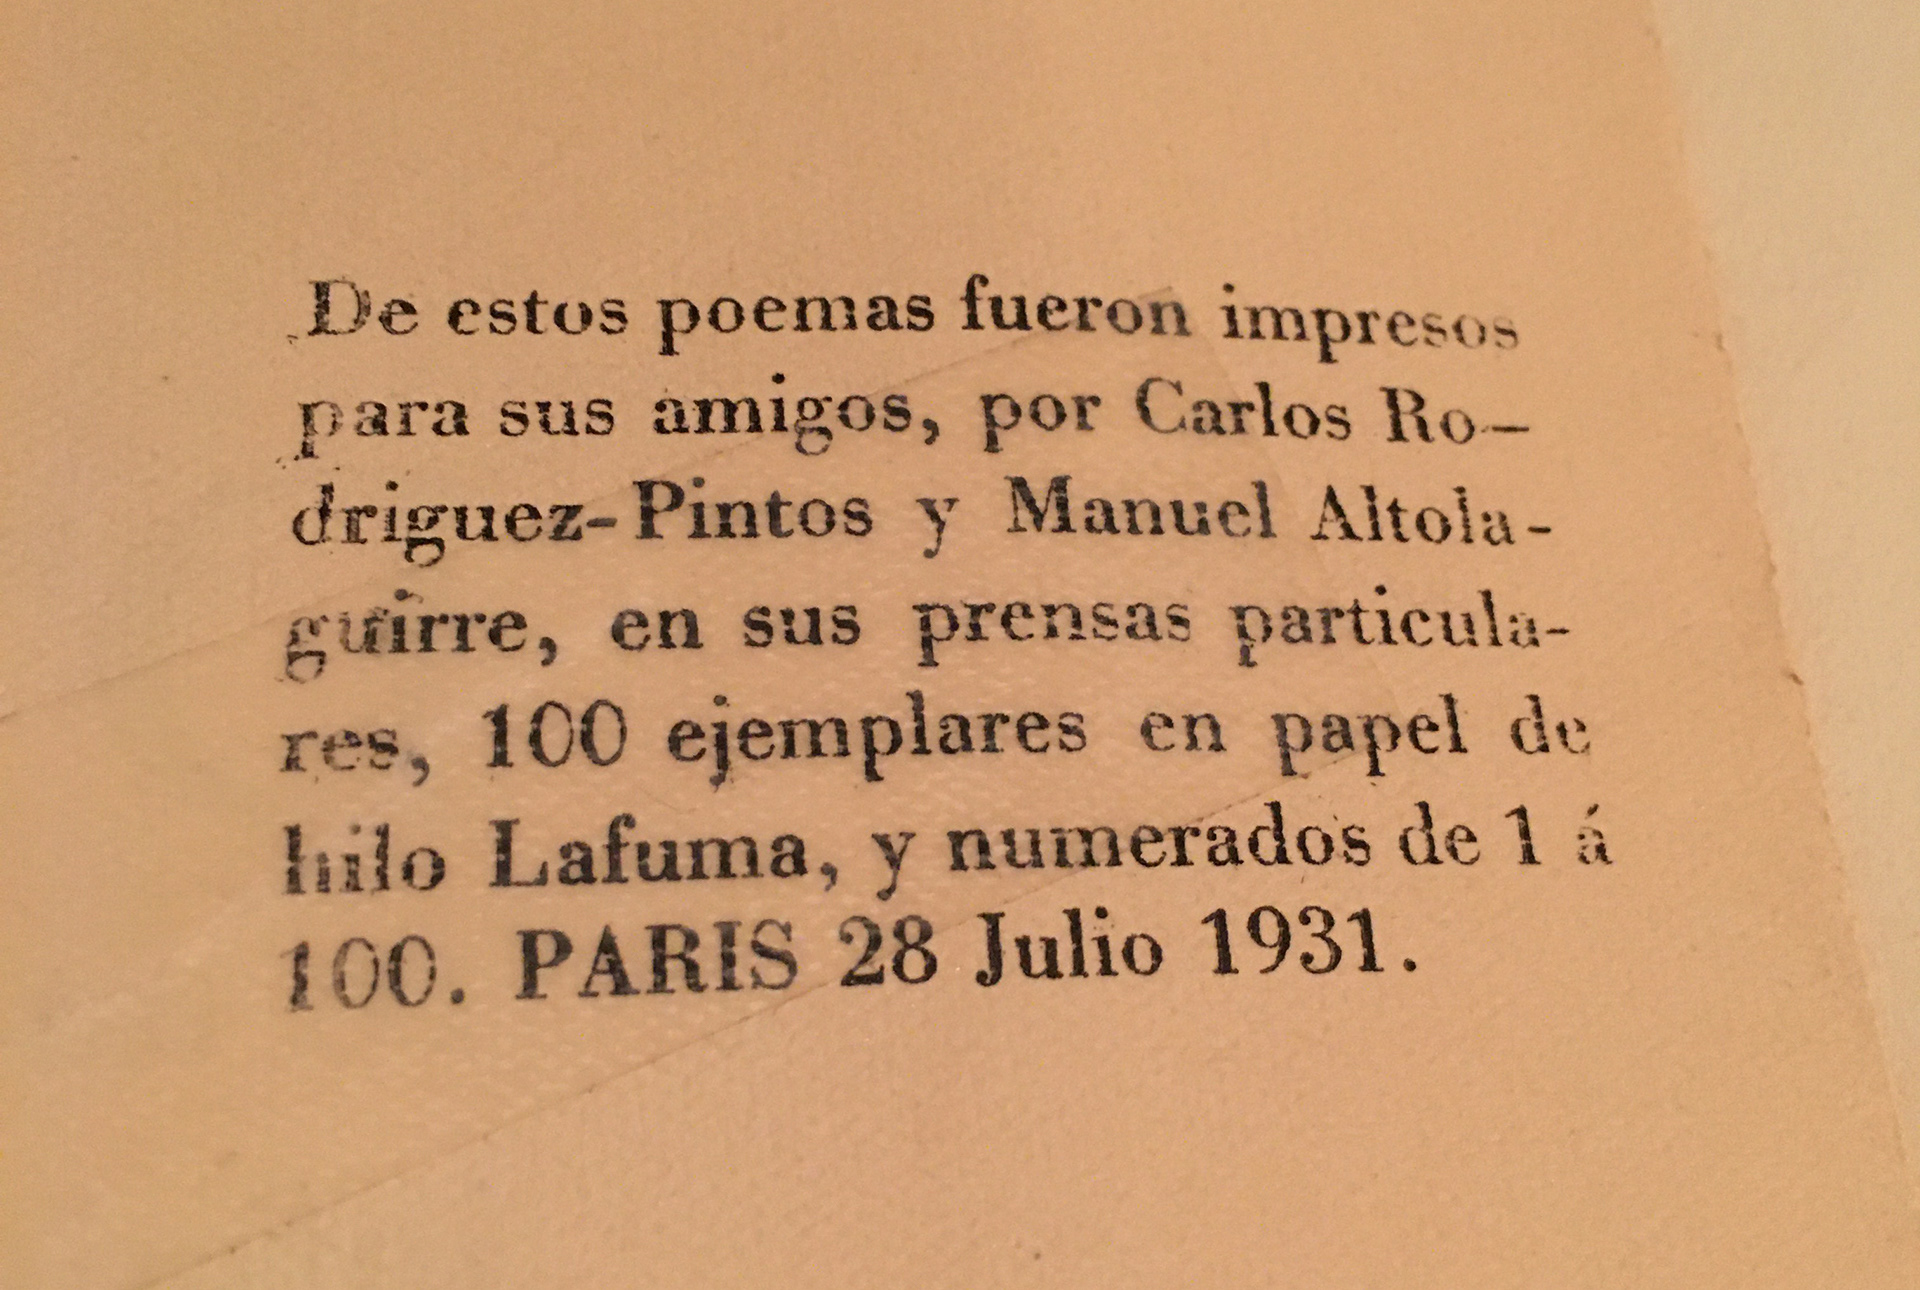 De estos poemas fueron impresos
para sus amigos, por Carlos Ro-
driguez-Pintos y Manuel Altola-
guirre, en sus prensas particula-
res, 100 ejemplares en papel de
hilo Lafuma, y numerados de 1 á
100. PARIS 28 Julio 1931.